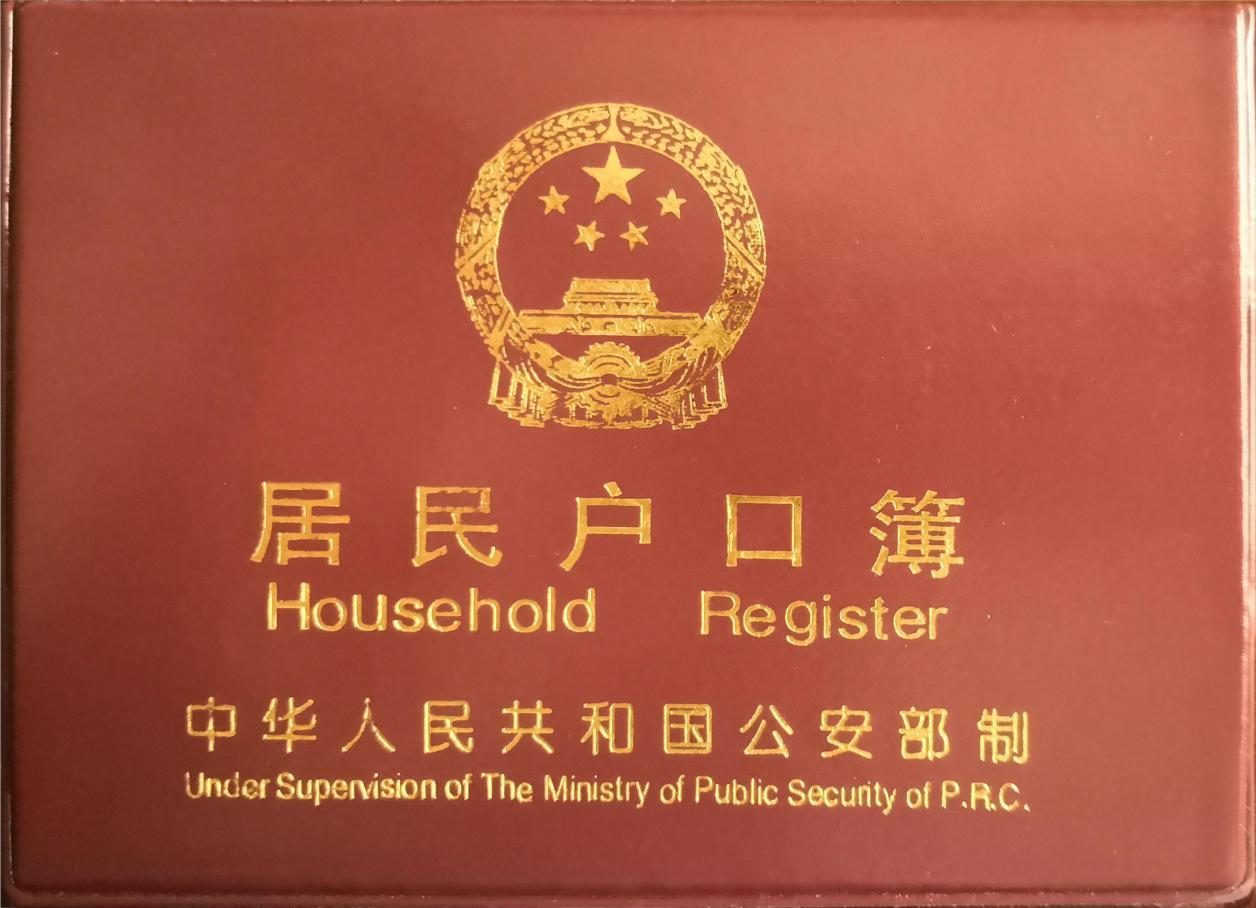 居民户口簿
Household Register
中华人民共和国公安部制
Under Supervision of The Ministry of Public Security of P.R.C.